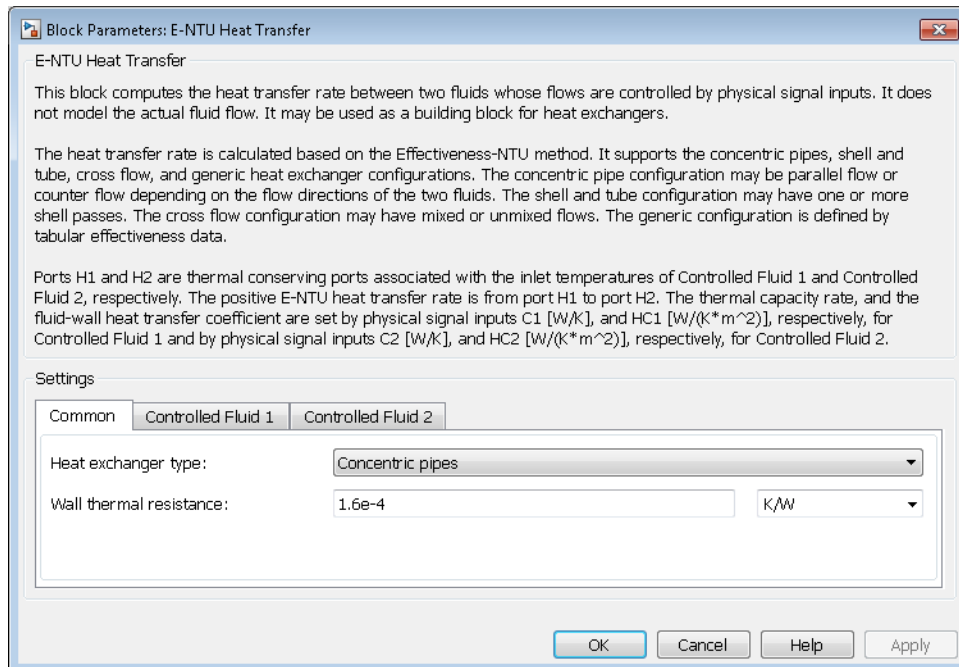 Block Parameters: E-NTU Heat Transfer
E-NTU Heat Transfer
This block computes the heat transfer rate between two fluids whose flows are controlled by physical signal inputs. It does
not model the actual fluid flow. It may be used as a building block for heat exchangers.
The heat transfer rate is calculated based on the Effectiveness-NTU method. It supports the concentric pipes, shell and
tube, cross flow, and generic heat exchanger configurations. The concentric pipe configuration may be parallel flow or
counter flow depending on the flow directions of the two fluids. The shell and tube configuration may have one or more
shell passes. The cross flow configuration may have mixed or unmixed flows. The generic configuration is defined by
tabular effectiveness data.
Ports H1 and H2 are thermal conserving ports associated with the inlet temperatures of Controlled Fluid 1 and Controlled
Fluid 2, respectively. The positive E-NTU heat transfer rate is from port H1 to port H2. The thermal capacity rate, and the
fluid-wall heat transfer coefficient are set by physical signal inputs C1 [W/K], and HC1 [W/(K*m^2)], respectively, for
Controlled Fluid 1 and by physical signal inputs C2 [W/K], and HC2 [W/(K*m^2)], respectively, for Controlled Fluid 2.
Settings
Common Controlled Fluid 1 Controlled Fluid 2
Heat exchanger type: Concentric pipes
Wall thermal resistance: 1.6e-4 K/W
OK Cancel Help Apply